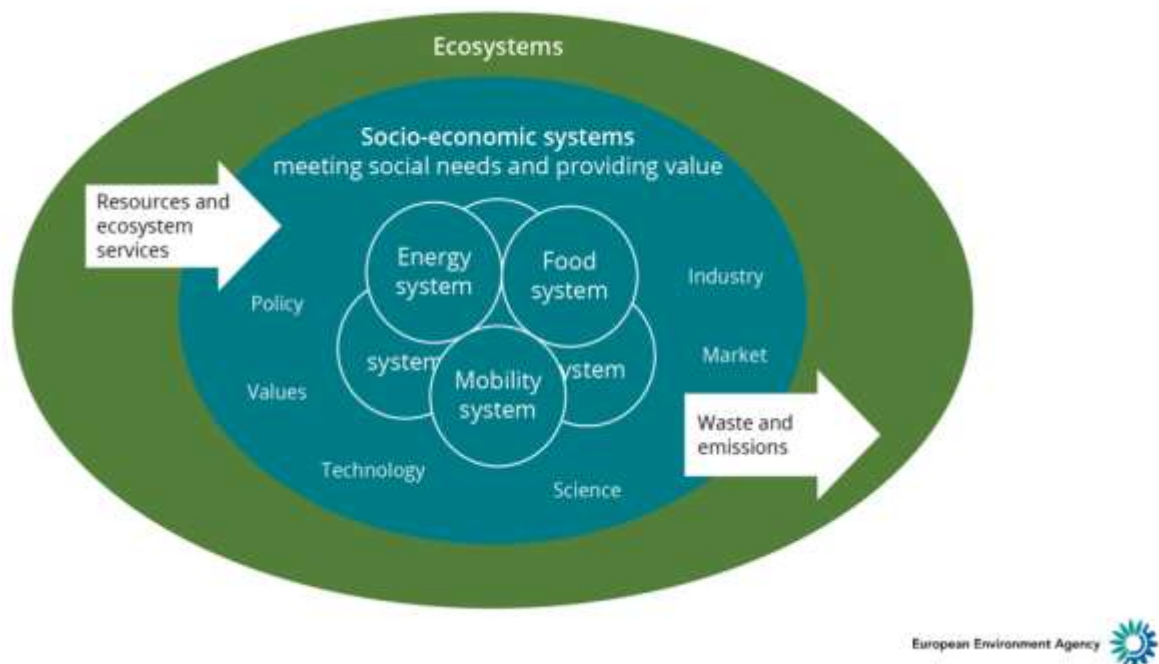 Ecosystems
Socio-economic systems
meeting social needs and providing value
Resources and
ecosystem
services
Energy
system
Food
system
Industry
Policy
Market
system
Mobility
system
Values
Waste and
emissions
Technology
Science
European Environment Agency